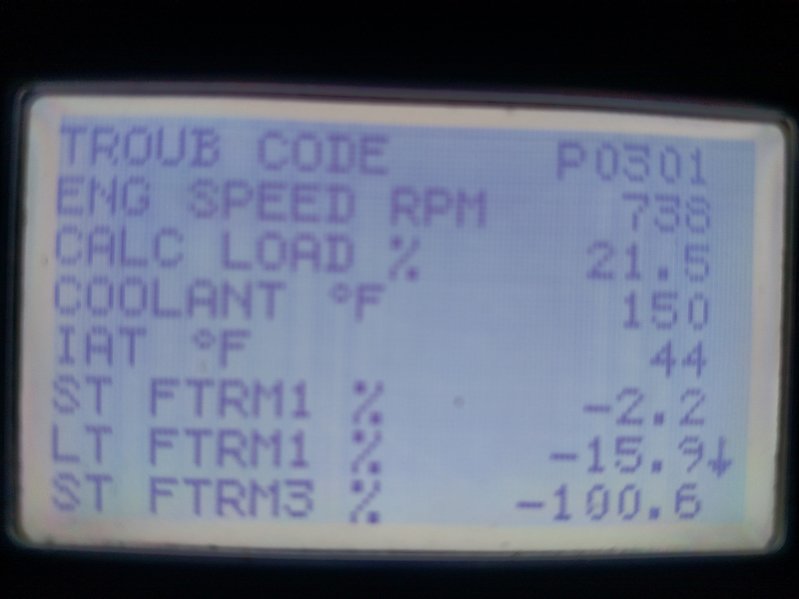 TROUB CODE P0301
ENG SPEED RPM 738
CALC LOAD % 21.5
COOLANT °F 150
IAT °F 44
ST FTRM1 % -2.2
LT FTRM1 % -15.9↓
ST FTRM3 % -100.6